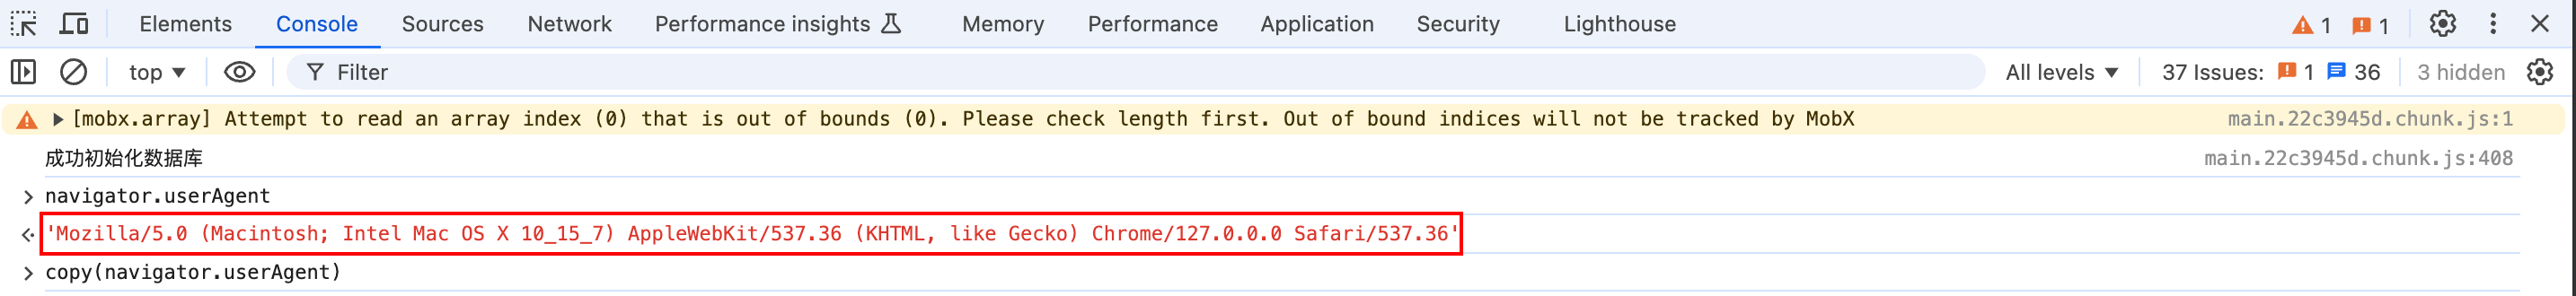 Elements Console Sources Network Performance insights Memory Performance Application Security Lighthouse 1 1
top Filter All levels 37 Issues: 1 36 3 hidden
[mobx.array] Attempt to read an array index (0) that is out of bounds (0). Please check length first. Out of bound indices will not be tracked by MobX main.22c3945d.chunk.js:1
成功初始化数据库 main.22c3945d.chunk.js:408
navigator.userAgent
'Mozilla/5.0 (Macintosh; Intel Mac OS X 10_15_7) AppleWebKit/537.36 (KHTML, like Gecko) Chrome/127.0.0.0 Safari/537.36'
copy(navigator.userAgent)